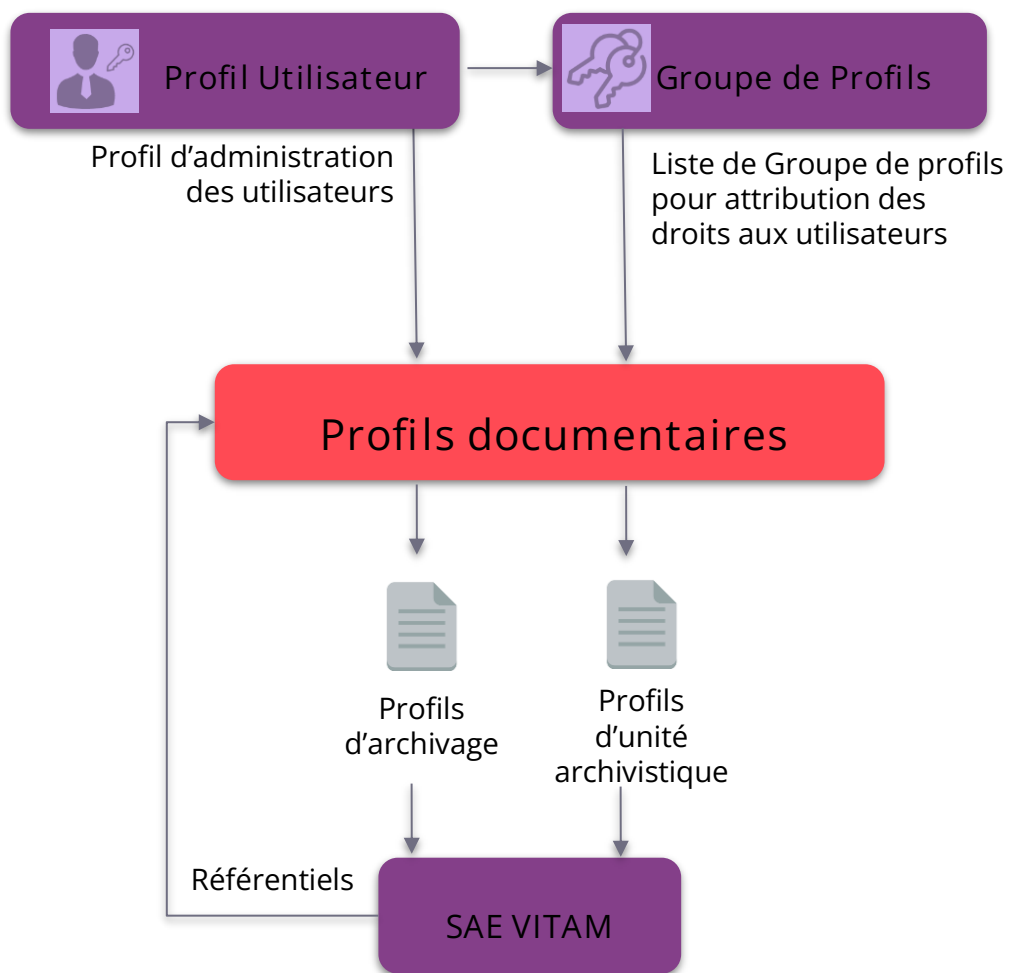 Profil Utilisateur
Groupe de Profils
Profil d’administration
des utilisateurs
Liste de Groupe de profils
pour attribution des
droits aux utilisateurs
Profils documentaires
Profils
d’archivage
Profils
d’unité
archivistique
Référentiels
SAE VITAM